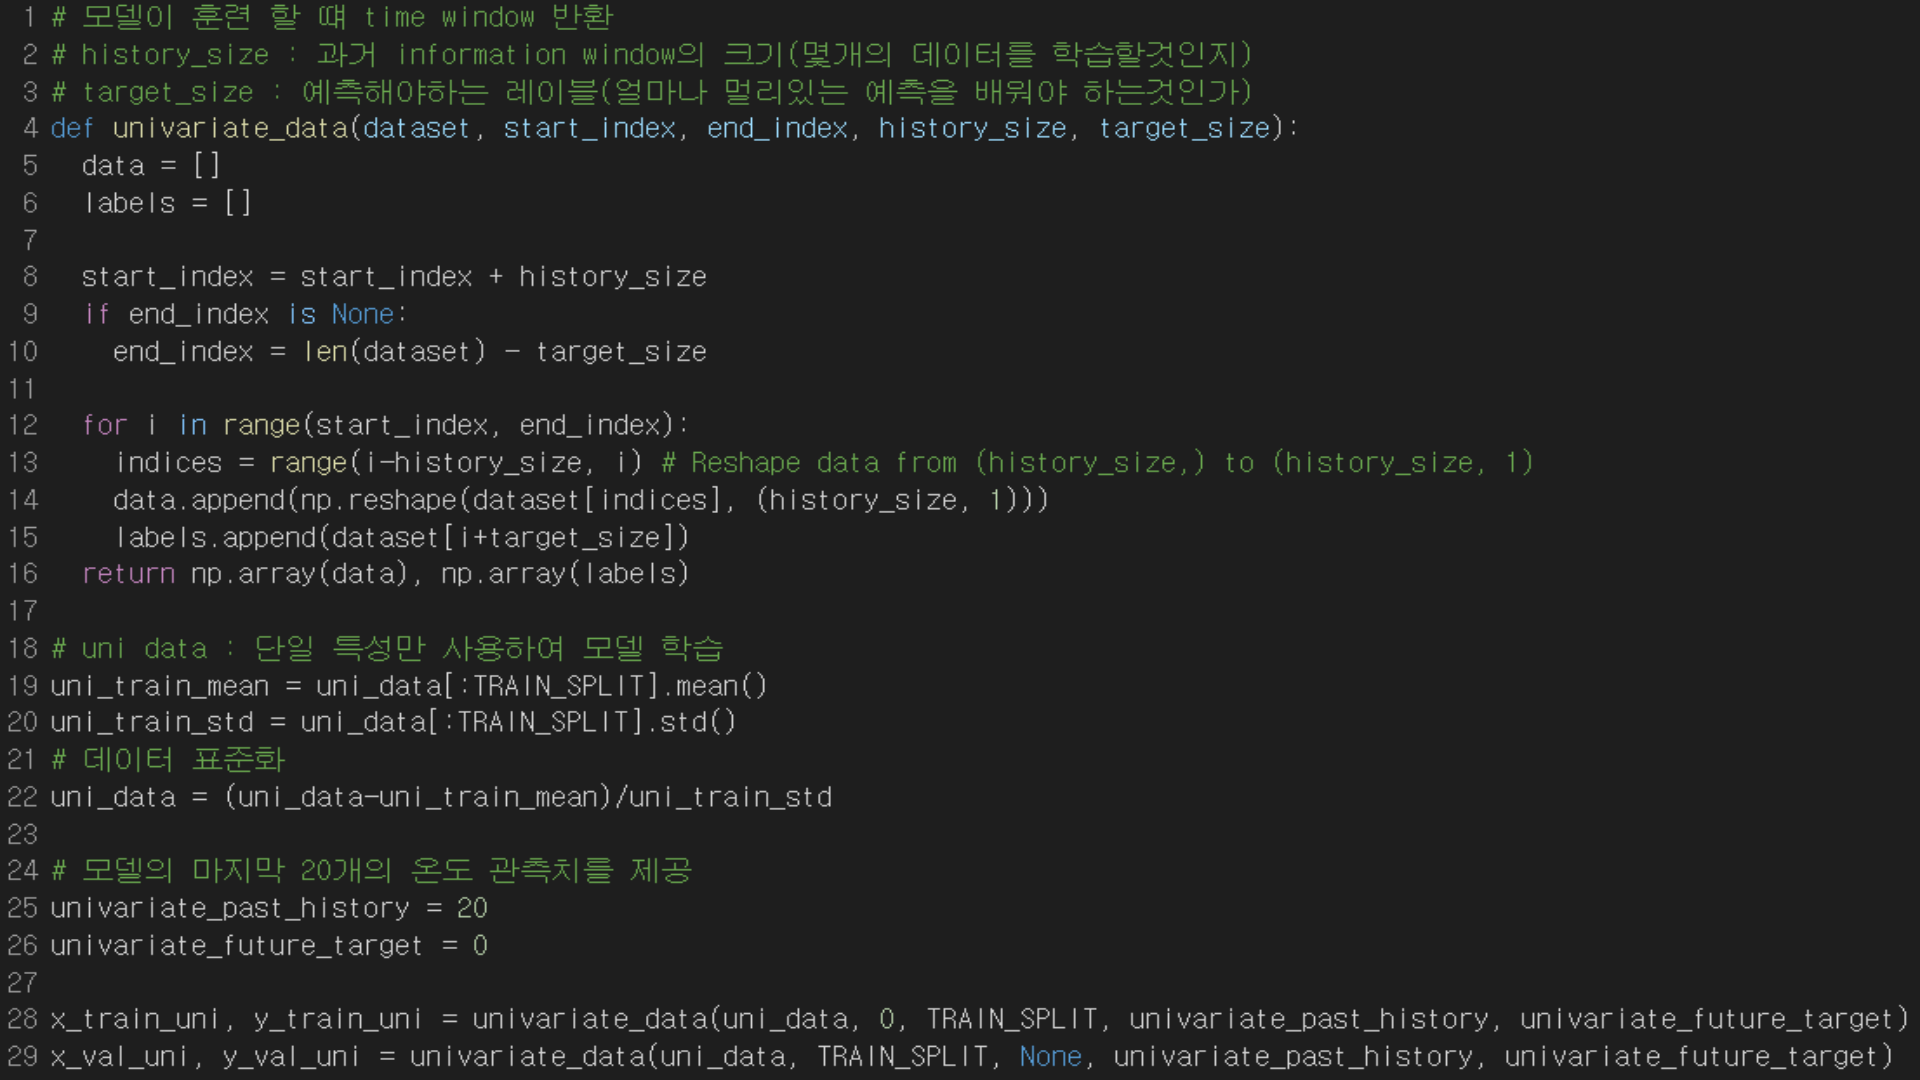 1 # 모델이 훈련 할 떄 time window 반환
2 # history_size : 과거 information window의 크기(몇개의 데이터를 학습할것인지)
3 # target_size : 예측해야하는 레이블(얼마나 멀리있는 예측을 배워야 하는것인가)
4 def univariate_data(dataset, start_index, end_index, history_size, target_size):
5   data = []
6   labels = []
7
8   start_index = start_index + history_size
9   if end_index is None:
10     end_index = len(dataset) - target_size
11
12   for i in range(start_index, end_index):
13     indices = range(i-history_size, i) # Reshape data from (history_size,) to (history_size, 1)
14     data.append(np.reshape(dataset[indices], (history_size, 1)))
15     labels.append(dataset[i+target_size])
16   return np.array(data), np.array(labels)
17
18 # uni data : 단일 특성만 사용하여 모델 학습
19 uni_train_mean = uni_data[:TRAIN_SPLIT].mean()
20 uni_train_std = uni_data[:TRAIN_SPLIT].std()
21 # 데이터 표준화
22 uni_data = (uni_data-uni_train_mean)/uni_train_std
23
24 # 모델의 마지막 20개의 온도 관측치를 제공
25 univariate_past_history = 20
26 univariate_future_target = 0
27
28 x_train_uni, y_train_uni = univariate_data(uni_data, 0, TRAIN_SPLIT, univariate_past_history, univariate_future_target)
29 x_val_uni, y_val_uni = univariate_data(uni_data, TRAIN_SPLIT, None, univariate_past_history, univariate_future_target)